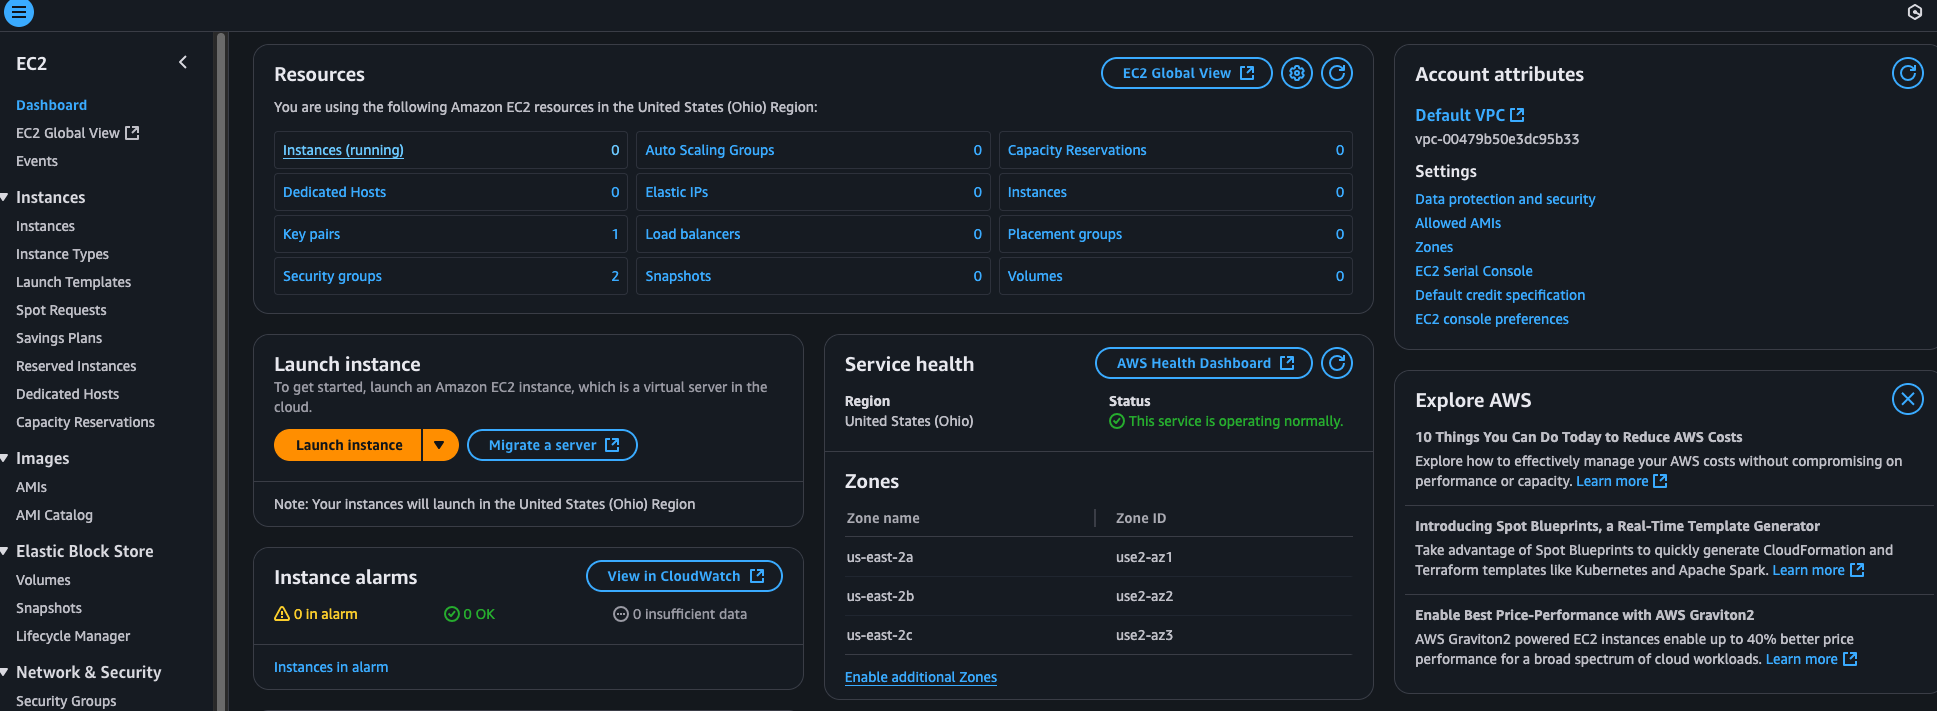 EC2
Dashboard
EC2 Global View
Events
Instances
Instances
Instance Types
Launch Templates
Spot Requests
Savings Plans
Reserved Instances
Dedicated Hosts
Capacity Reservations
Images
AMIs
AMI Catalog
Elastic Block Store
Volumes
Snapshots
Lifecycle Manager
Network & Security
Security Groups
Resources
EC2 Global View
You are using the following Amazon EC2 resources in the United States (Ohio) Region:
Instances (running) 0 Auto Scaling Groups 0 Capacity Reservations 0
Dedicated Hosts 0 Elastic IPs 0 Instances 0
Key pairs 1 Load balancers 0 Placement groups 0
Security groups 2 Snapshots 0 Volumes 0
Launch instance
To get started, launch an Amazon EC2 instance, which is a virtual server in the
cloud.
Launch instance Migrate a server
Note: Your instances will launch in the United States (Ohio) Region
Instance alarms
View in CloudWatch
0 in alarm 0 OK 0 insufficient data
Instances in alarm
Service health
AWS Health Dashboard
Region Status
United States (Ohio) This service is operating normally.
Zones
Zone name Zone ID
us-east-2a use2-az1
us-east-2b use2-az2
us-east-2c use2-az3
Enable additional Zones
Account attributes
Default VPC
vpc-00479b50e3dc95b33
Settings
Data protection and security
Allowed AMIs
Zones
EC2 Serial Console
Default credit specification
EC2 console preferences
Explore AWS
10 Things You Can Do Today to Reduce AWS Costs
Explore how to effectively manage your AWS costs without compromising on
performance or capacity. Learn more
Introducing Spot Blueprints, a Real-Time Template Generator
Take advantage of Spot Blueprints to quickly generate CloudFormation and
Terraform templates like Kubernetes and Apache Spark. Learn more
Enable Best Price-Performance with AWS Graviton2
AWS Graviton2 powered EC2 instances enable up to 40% better price
performance for a broad spectrum of cloud workloads. Learn more